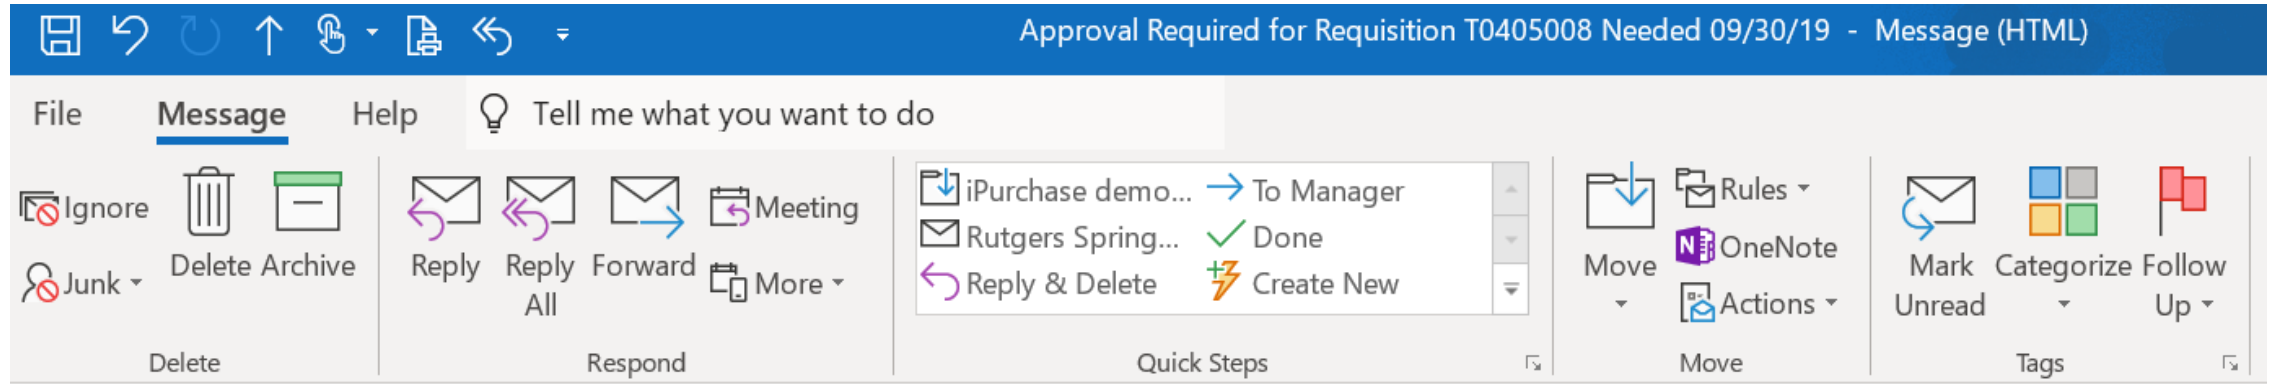 Approval Required for Requisition T0405008 Needed 09/30/19 - Message (HTML)
File Message Help Tell me what you want to do
Ignore
Junk
Delete
Archive
Delete
Reply
Reply
All
Forward
Meeting
More
Respond
iPurchase demo...
To Manager
Rutgers Spring...
Done
Reply & Delete
Create New
Quick Steps
Move
Rules
N
OneNote
Actions
Move
Mark
Unread
Categorize
Follow
Up
Tags